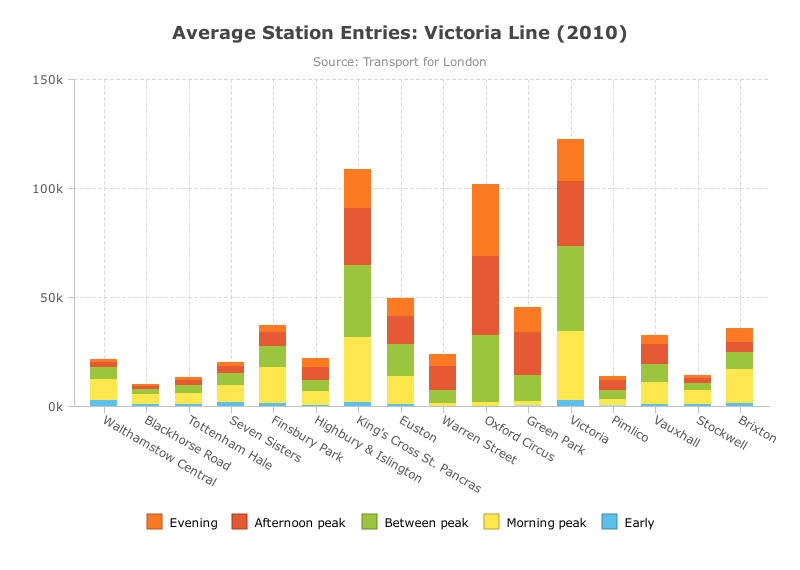 Average Station Entries: Victoria Line (2010)
Source: Transport for London
150k
100k
50k
0k
Walthamstow Central
Blackhorse Road
Tottenham Hale
Seven Sisters
Finsbury Park
Highbury & Islington
King's Cross St. Pancras
Euston
Warren Street
Oxford Circus
Green Park
Victoria
Pimlico
Vauxhall
Stockwell
Brixton
Evening Afternoon peak Between peak Morning peak Early